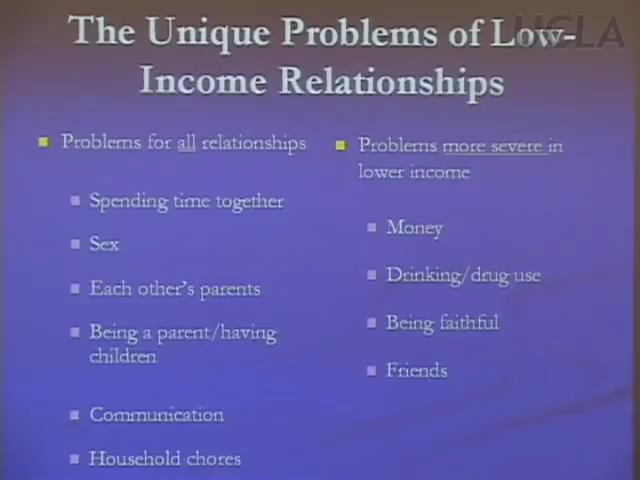 UCLA
The Unique Problems of Low-
Income Relationships
Problems for all relationships
Spending time together
Sex
Each other's parents
Being a parent/having
children
Communication
Household chores
Problems more severe in
lower income
Money
Drinking/drug use
Being faithful
Friends